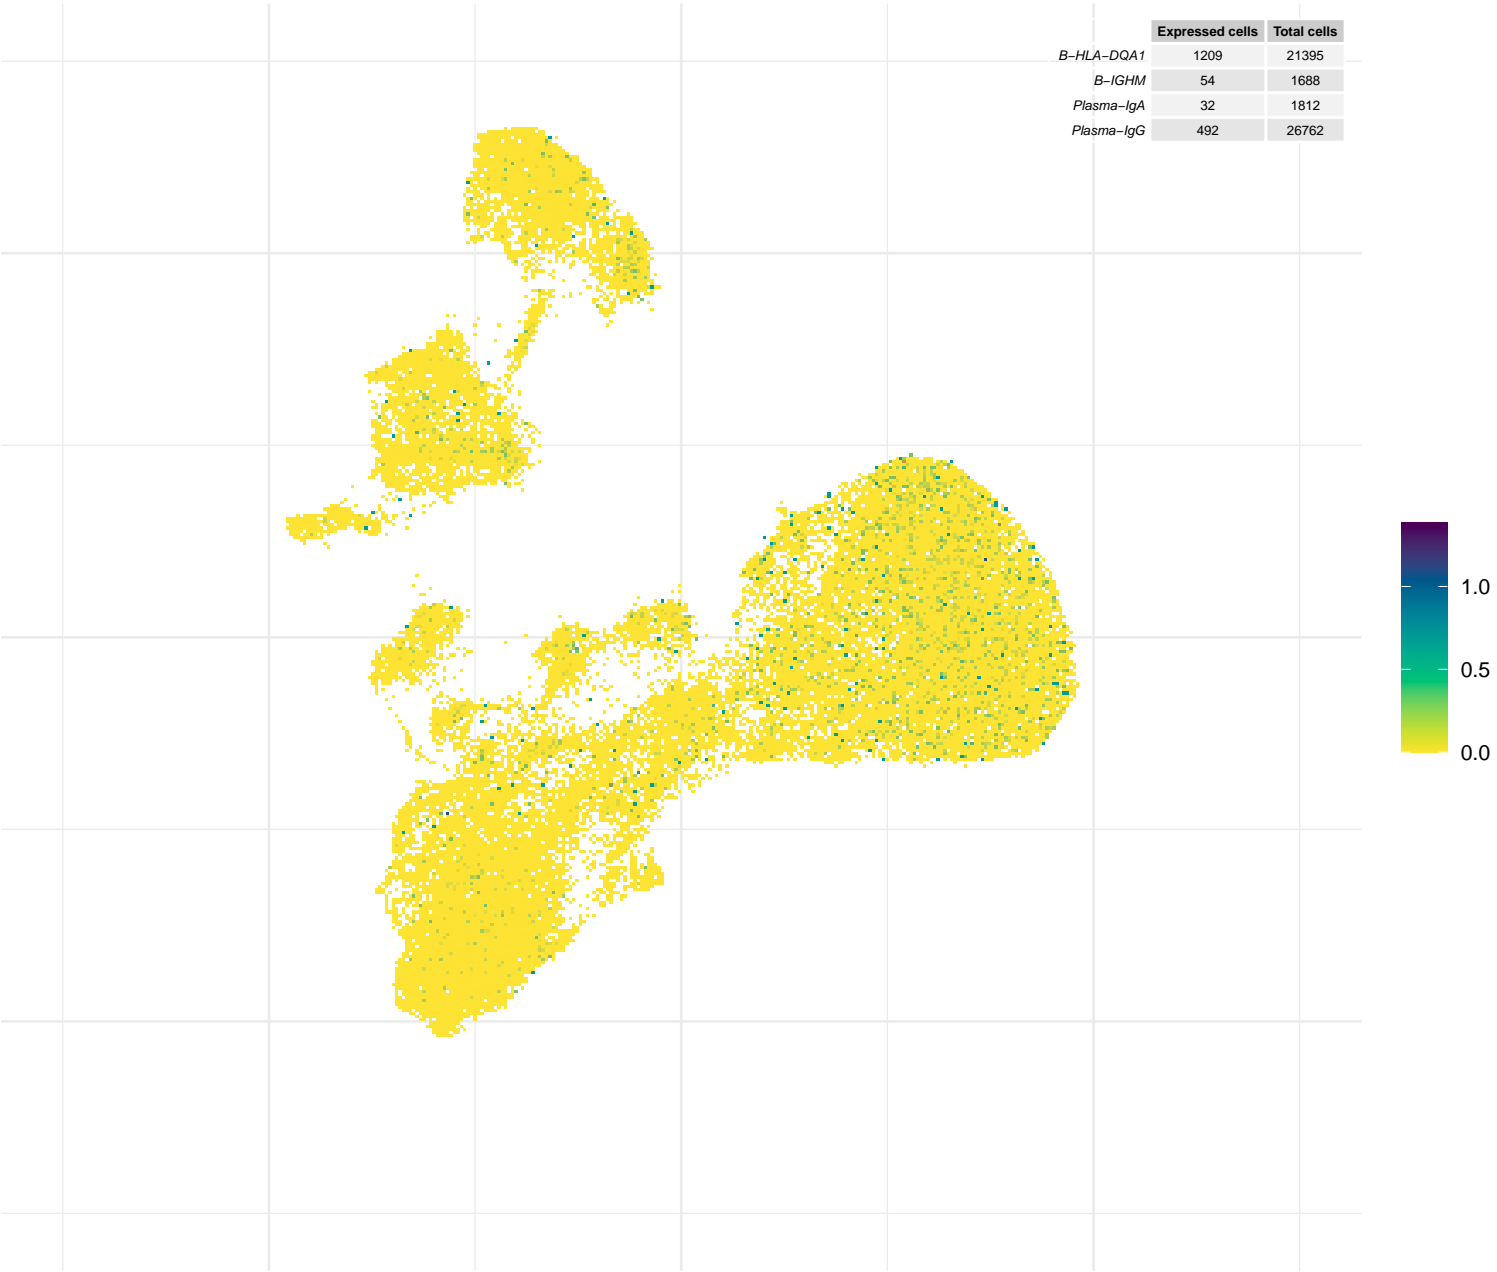 Expressed cells Total cells
B−HLA−DQA1 1209 21395
B−IGHM 54 1688
Plasma−IgA 32 1812
Plasma−IgG 492 26762
1.0
0.5
0.0